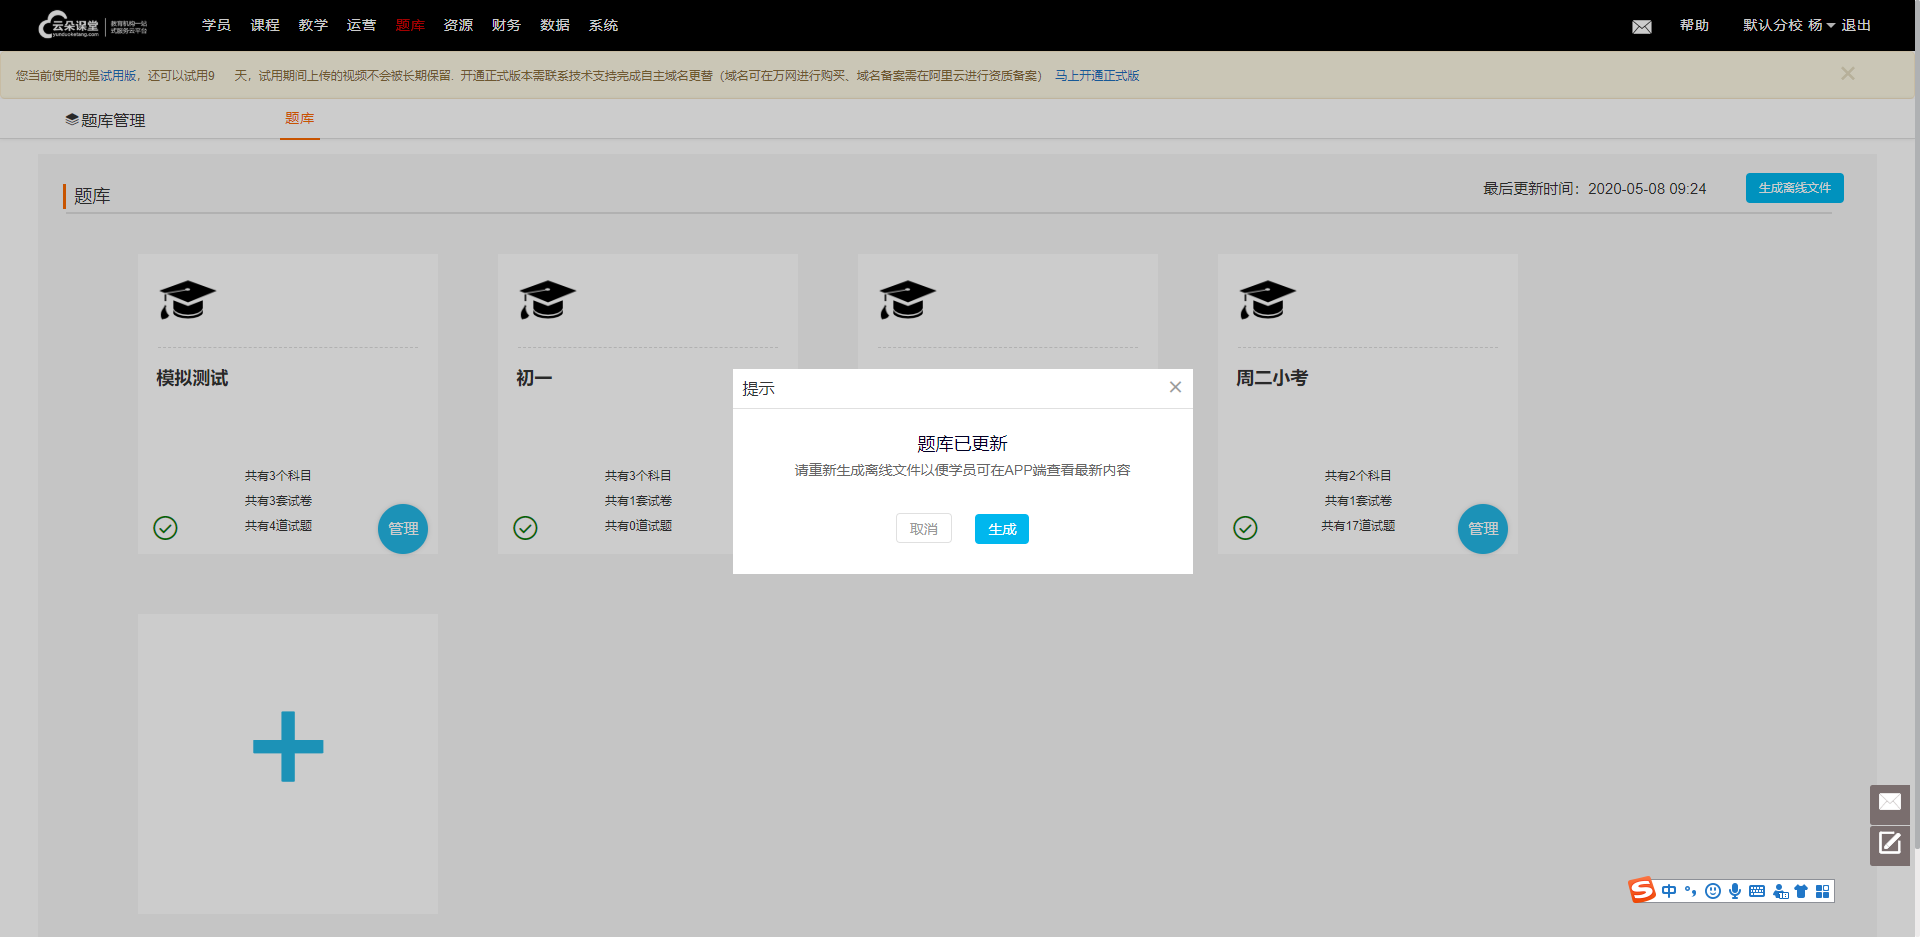 云朵课堂 yunduoketang.com 教育机构一站式服务云平台
学员 课程 教学 运营 题库 资源 财务 数据 系统 帮助 默认分校 杨 退出
您当前使用的是试用版，还可以试用9 天，试用期间上传的视频不会被长期保留. 开通正式版本需联系技术支持完成自主域名更替（域名可在万网进行购买、域名备案需在阿里云进行资质备案） 马上开通正式版
题库管理 题库
题库 最后更新时间：2020-05-08 09:24 生成离线文件
模拟测试
共有3个科目
共有3套试卷
共有4道试题
管理
初一
共有3个科目
共有1套试卷
共有0道试题
周二小考
共有2个科目
共有1套试卷
共有17道试题
管理
提示
题库已更新
请重新生成离线文件以便学员可在APP端查看最新内容
取消 生成
中